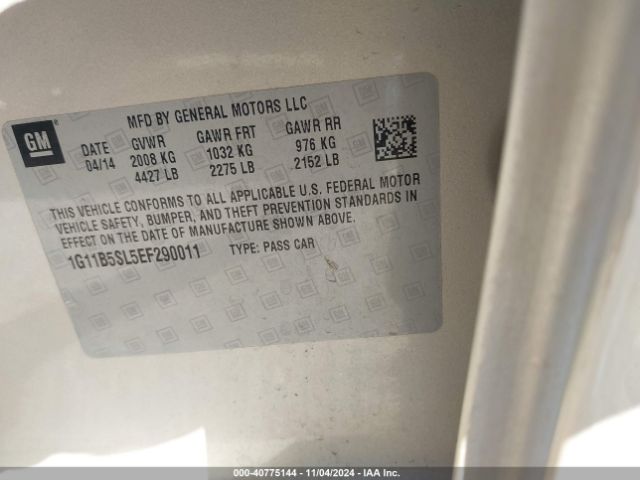 GM
MFD BY GENERAL MOTORS LLC
DATE GVWR GAWR FRT GAWR RR
04/14 2008 KG 1032 KG 976 KG
4427 LB 2275 LB 2152 LB
THIS VEHICLE CONFORMS TO ALL APPLICABLE U.S. FEDERAL MOTOR
VEHICLE SAFETY, BUMPER, AND THEFT PREVENTION STANDARDS IN
EFFECT ON THE DATE OF MANUFACTURE SHOWN ABOVE.
1G11B5SL5EF290011 TYPE: PASS CAR
000-40775144 - 11/04/2024 - IAA Inc.